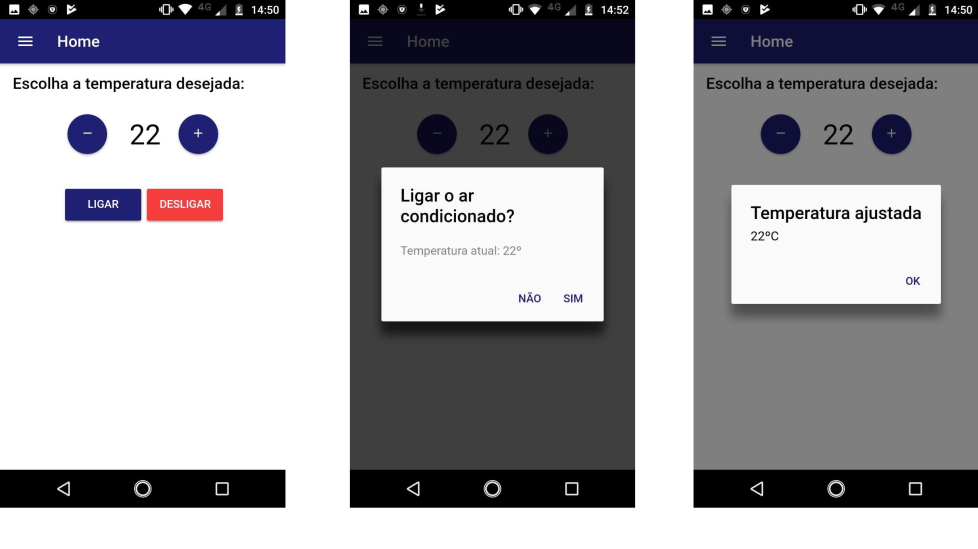 4G 14:50
Home
Escolha a temperatura desejada:
− 22 +
LIGAR DESLIGAR
4G 14:52
Home
Escolha a temperatura desejada:
− 22 +
Ligar o ar
condicionado?
Temperatura atual: 22º
NÃO SIM
4G 14:50
Home
Escolha a temperatura desejada:
− 22 +
Temperatura ajustada
22ºC
OK